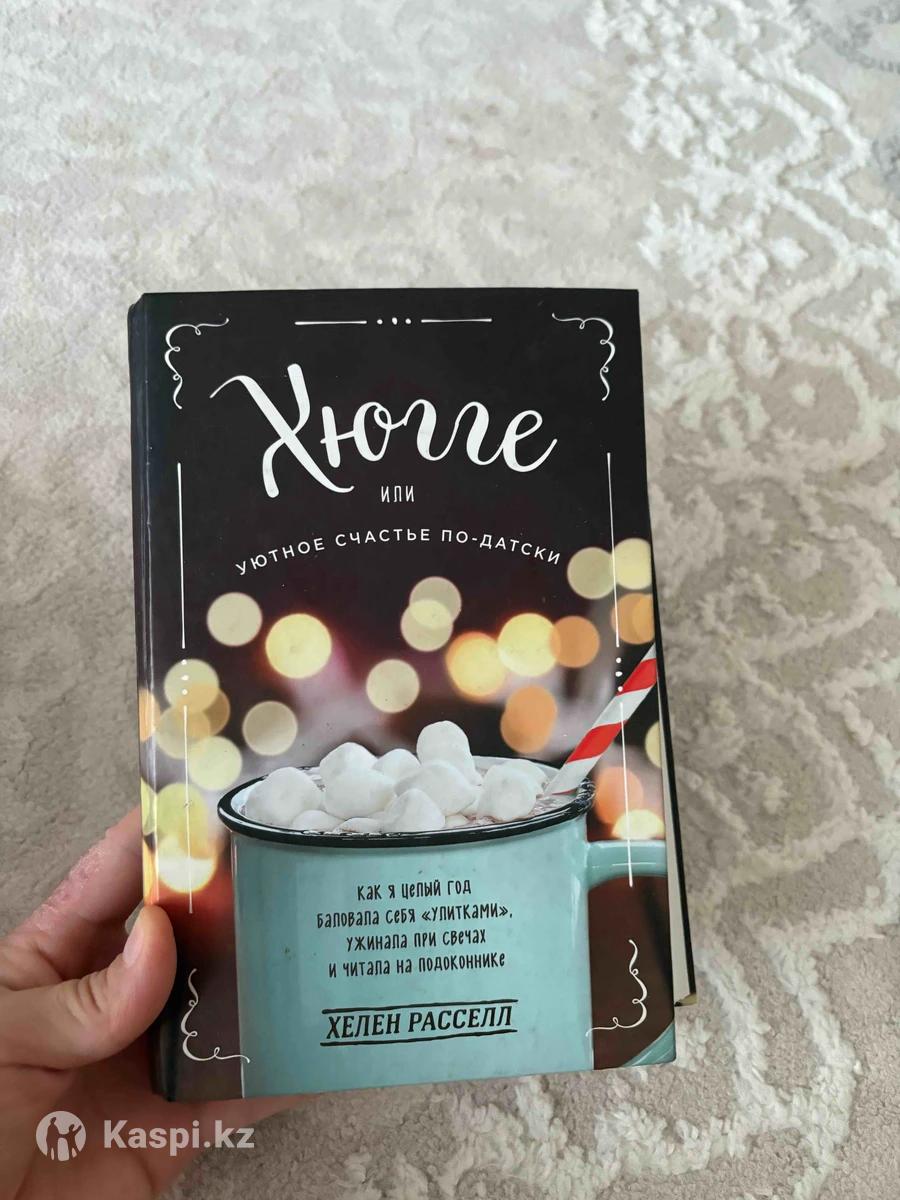 Хюгге
или
уютное счастье по-датски
Как я целый год
баловала себя «улитками»,
ужинала при свечах
и читала на подоконнике
ХЕЛЕН РАССЕЛЛ
Kaspi.kz